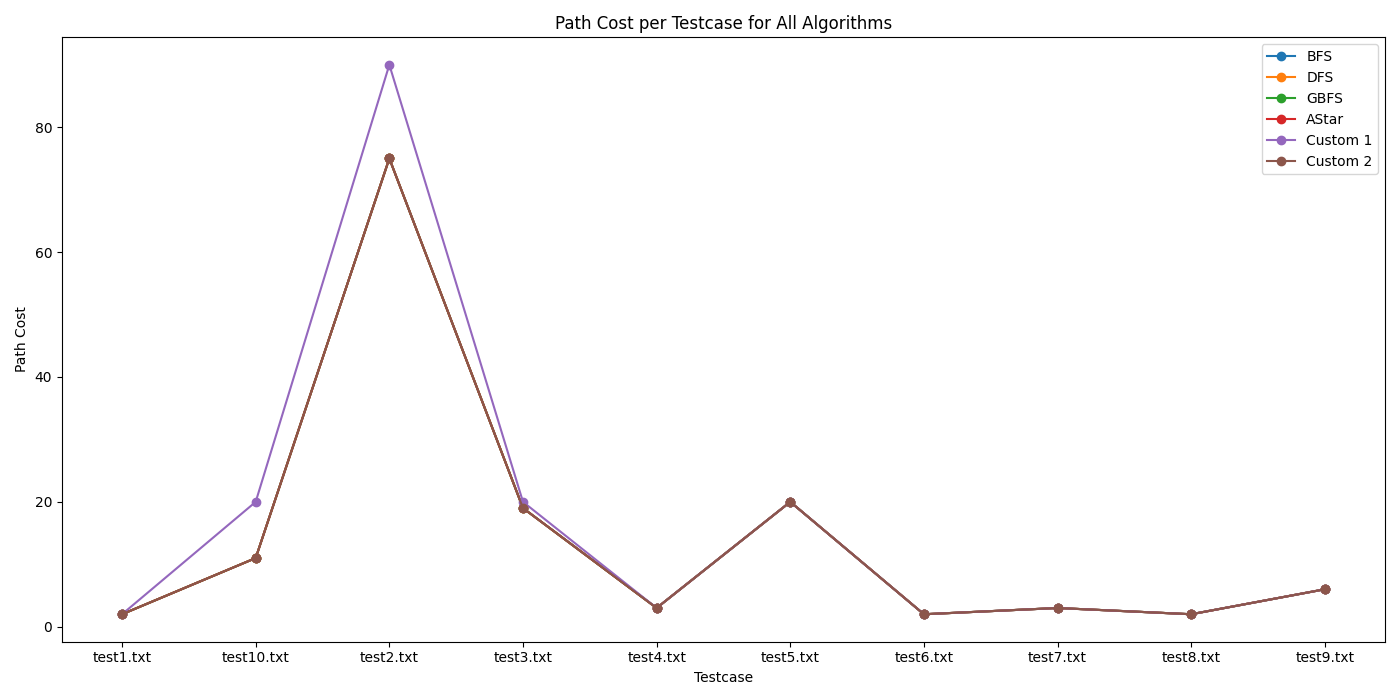 Path Cost per Testcase for All Algorithms
BFS
DFS
GBFS
AStar
Custom 1
Custom 2
Path Cost
80
60
40
20
0
test1.txt test10.txt test2.txt test3.txt test4.txt test5.txt test6.txt test7.txt test8.txt test9.txt
Testcase